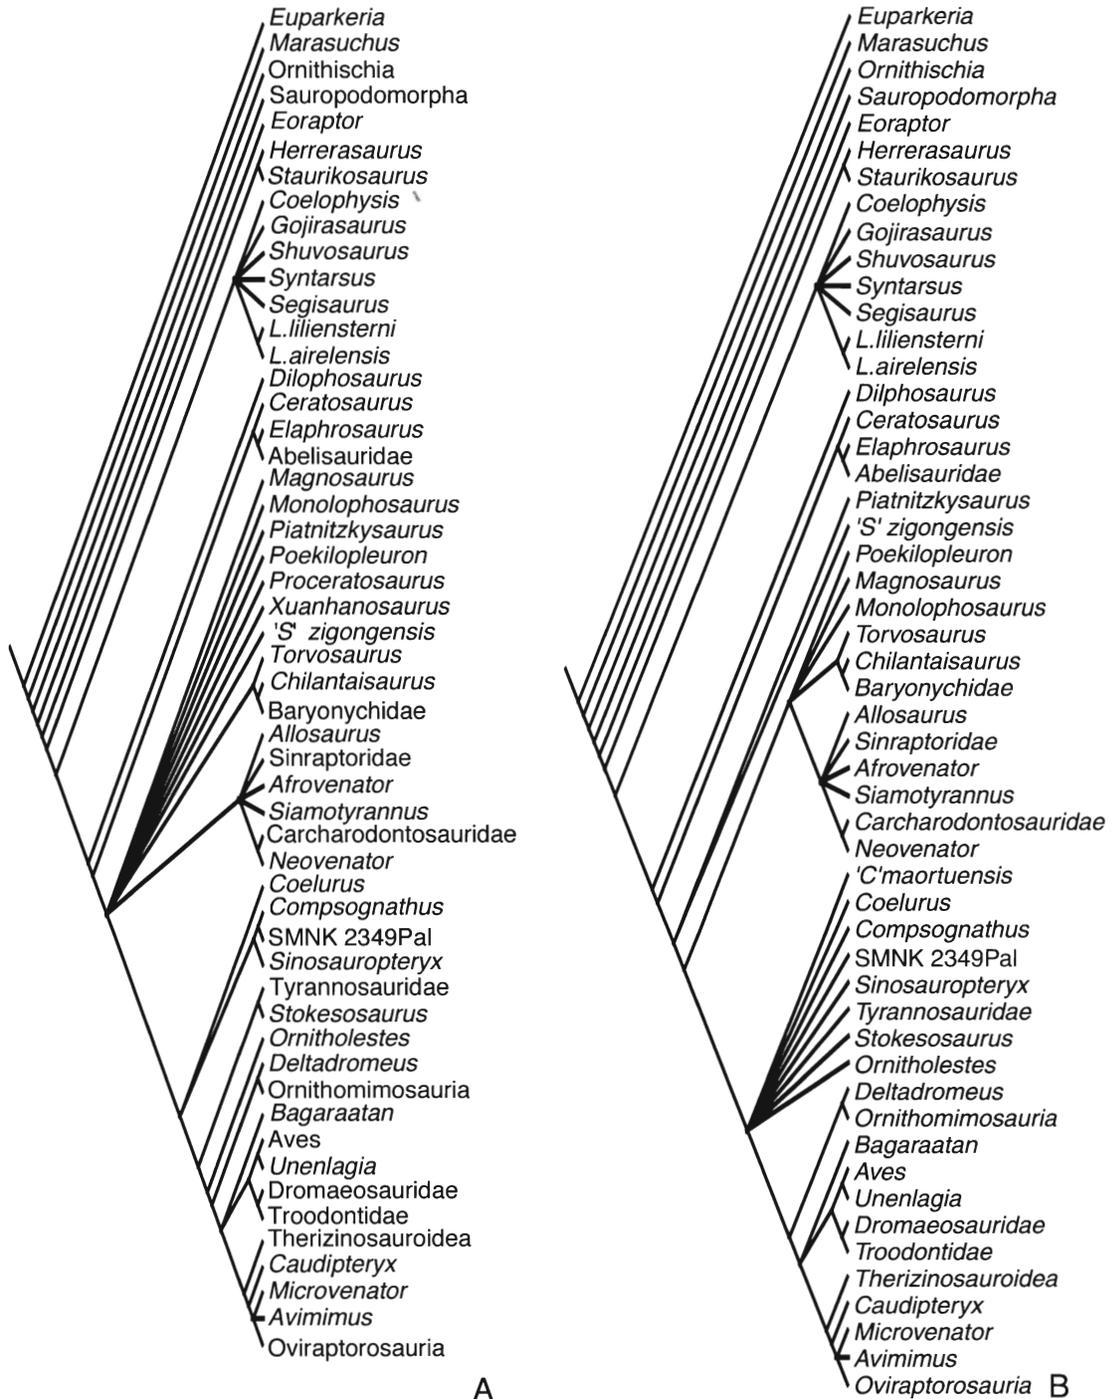 Euparkeria
Marasuchus
Ornithischia
Sauropodomorpha
Eoraptor
Herrerasaurus
Staurikosaurus
Coelophysis
Gojirasaurus
Shuvosaurus
Syntarsus
Segisaurus
L.liliensterni
L.airelensis
Dilophosaurus
Ceratosaurus
Elaphrosaurus
Abelisauridae
Magnosaurus
Monolophosaurus
Piatnitzkysaurus
Poekilopleuron
Proceratosaurus
Xuanhanosaurus
'S' zigongensis
Torvosaurus
Chilantaisaurus
Baryonychidae
Allosaurus
Sinraptoridae
Afrovenator
Siamotyrannus
Carcharodontosauridae
Neovenator
Coelurus
Compsognathus
SMNK 2349Pal
Sinosauropteryx
Tyrannosauridae
Stokesosaurus
Ornitholestes
Deltadromeus
Ornithomimosauria
Bagaraatan
Aves
Unenlagia
Dromaeosauridae
Troodontidae
Therizinosauroidea
Caudipteryx
Microvenator
Avimimus
Oviraptorosauria
A
Euparkeria
Marasuchus
Ornithischia
Sauropodomorpha
Eoraptor
Herrerasaurus
Staurikosaurus
Coelophysis
Gojirasaurus
Shuvosaurus
Syntarsus
Segisaurus
L.liliensterni
L.airelensis
Dilphosaurus
Ceratosaurus
Elaphrosaurus
Abelisauridae
Piatnitzkysaurus
'S' zigongensis
Poekilopleuron
Magnosaurus
Monolophosaurus
Torvosaurus
Chilantaisaurus
Baryonychidae
Allosaurus
Sinraptoridae
Afrovenator
Siamotyrannus
Carcharodontosauridae
Neovenator
'C'maortuensis
Coelurus
Compsognathus
SMNK 2349Pal
Sinosauropteryx
Tyrannosauridae
Stokesosaurus
Ornitholestes
Deltadromeus
Ornithomimosauria
Bagaraatan
Aves
Unenlagia
Dromaeosauridae
Troodontidae
Therizinosauroidea
Caudipteryx
Microvenator
Avimimus
Oviraptorosauria
B